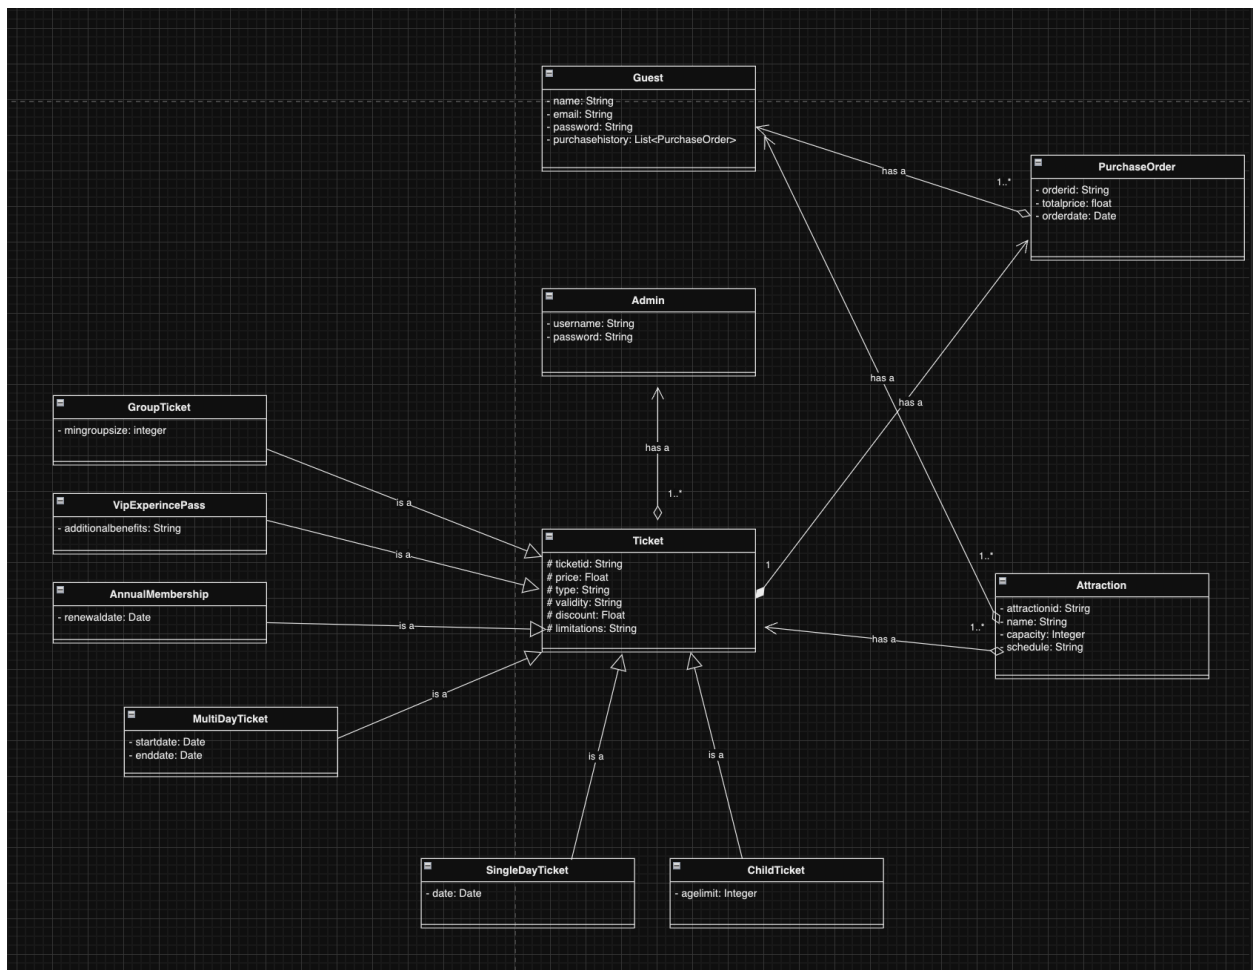 Guest
- name: String
- email: String
- password: String
- purchasehistory: List<PurchaseOrder>
has a
1..*
PurchaseOrder
- orderid: String
- totalprice: float
- orderdate: Date
Admin
- username: String
- password: String
has a
has a
has a
1..*
GroupTicket
- mingroupsize: integer
is a
VipExperincePass
- additionalbenefits: String
is a
AnnualMembership
- renewaldate: Date
is a
Ticket
# ticketid: String
# price: Float
# type: String
# validity: String
# discount: Float
# limitations: String
1
1..*
1..*
has a
Attraction
- attractionid: Strirg
- name: String
- capacity: Integer
- schedule: String
MultiDayTicket
- startdate: Date
- enddate: Date
is a
is a
is a
SingleDayTicket
- date: Date
ChildTicket
- agelimit: Integer